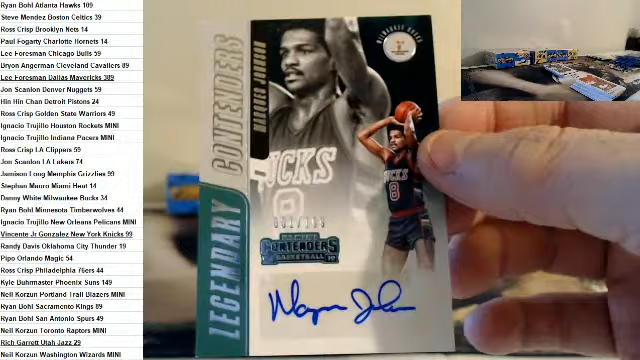 Ryan Bohl Atlanta Hawks 109
Steve Mendez Boston Celtics 39
Ross Crisp Brooklyn Nets 14
Paul Fogarty Charlotte Hornets 14
Lee Foresman Chicago Bulls 59
Bryon Angerman Cleveland Cavaliers 89
Lee Foresman Dallas Mavericks 389
Jon Scanlon Denver Nuggets 59
Hin Hin Chan Detroit Pistons 24
Ross Crisp Golden State Warriors 49
Ignacio Trujillo Houston Rockets MINI
Ignacio Trujillo Indiana Pacers MINI
Ross Crisp LA Clippers 59
Jon Scanlon LA Lakers 74
Jamison Long Memphis Grizzlies 59
Stephan Mauro Miami Heat 14
Danny White Milwaukee Bucks 34
Ryan Bohl Minnesota Timberwolves 44
Ignacio Trujillo New Orleans Pelicans MINI
Vincente Jr Gonzalez New York Knicks 99
Randy Davis Oklahoma City Thunder 19
Pipo Orlando Magic 54
Ross Crisp Philadelphia 76ers 44
Kyle Buhrmaster Phoenix Suns 149
Neil Korzun Portland Trail Blazers MINI
Ryan Bohl Sacramento Kings 89
Ryan Bohl San Antonio Spurs 49
Neil Korzun Toronto Raptors MINI
Rich Garrett Utah Jazz 29
Neil Korzun Washington Wizards MINI
LEGENDARY
CONTENDERS
MARQUES JOHNSON
MILWAUKEE BUCKS
UCKS
8
PANINI
CONTENDERS
BASKETBALL